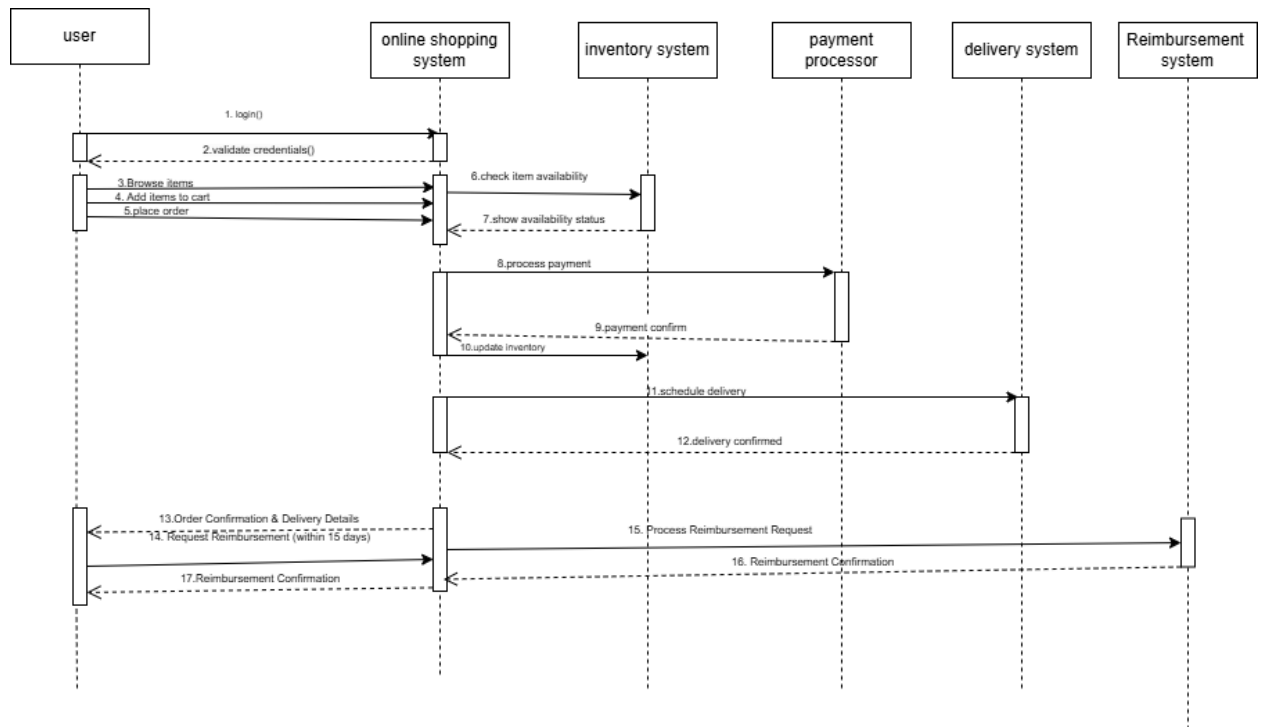 user
online shopping
system
inventory system
payment
processor
delivery system
Reimbursement
system
1. login()
2.validate credentials()
3.Browse items
4. Add items to cart
5.place order
6.check item availability
7.show availability status
8.process payment
9.payment confirm
10.update inventory
11.schedule delivery
12.delivery confirmed
13.Order Confirmation & Delivery Details
14. Request Reimbursement (within 15 days)
15. Process Reimbursement Request
16. Reimbursement Confirmation
17.Reimbursement Confirmation